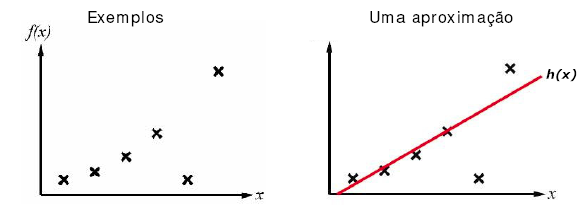 Exemplos
f(x)
x
Uma aproximação
h(x)
x